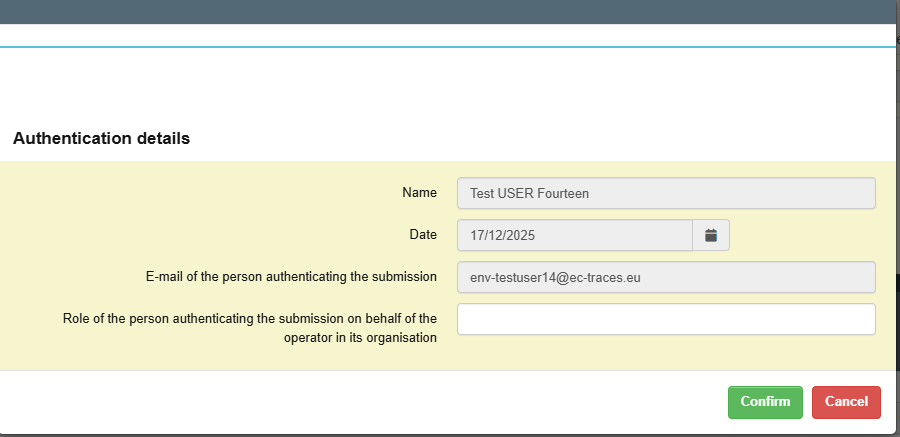 Authentication details
Name
Test USER Fourteen
Date
17/12/2025
E-mail of the person authenticating the submission
env-testuser14@ec-traces.eu
Role of the person authenticating the submission on behalf of the
operator in its organisation
Confirm
Cancel